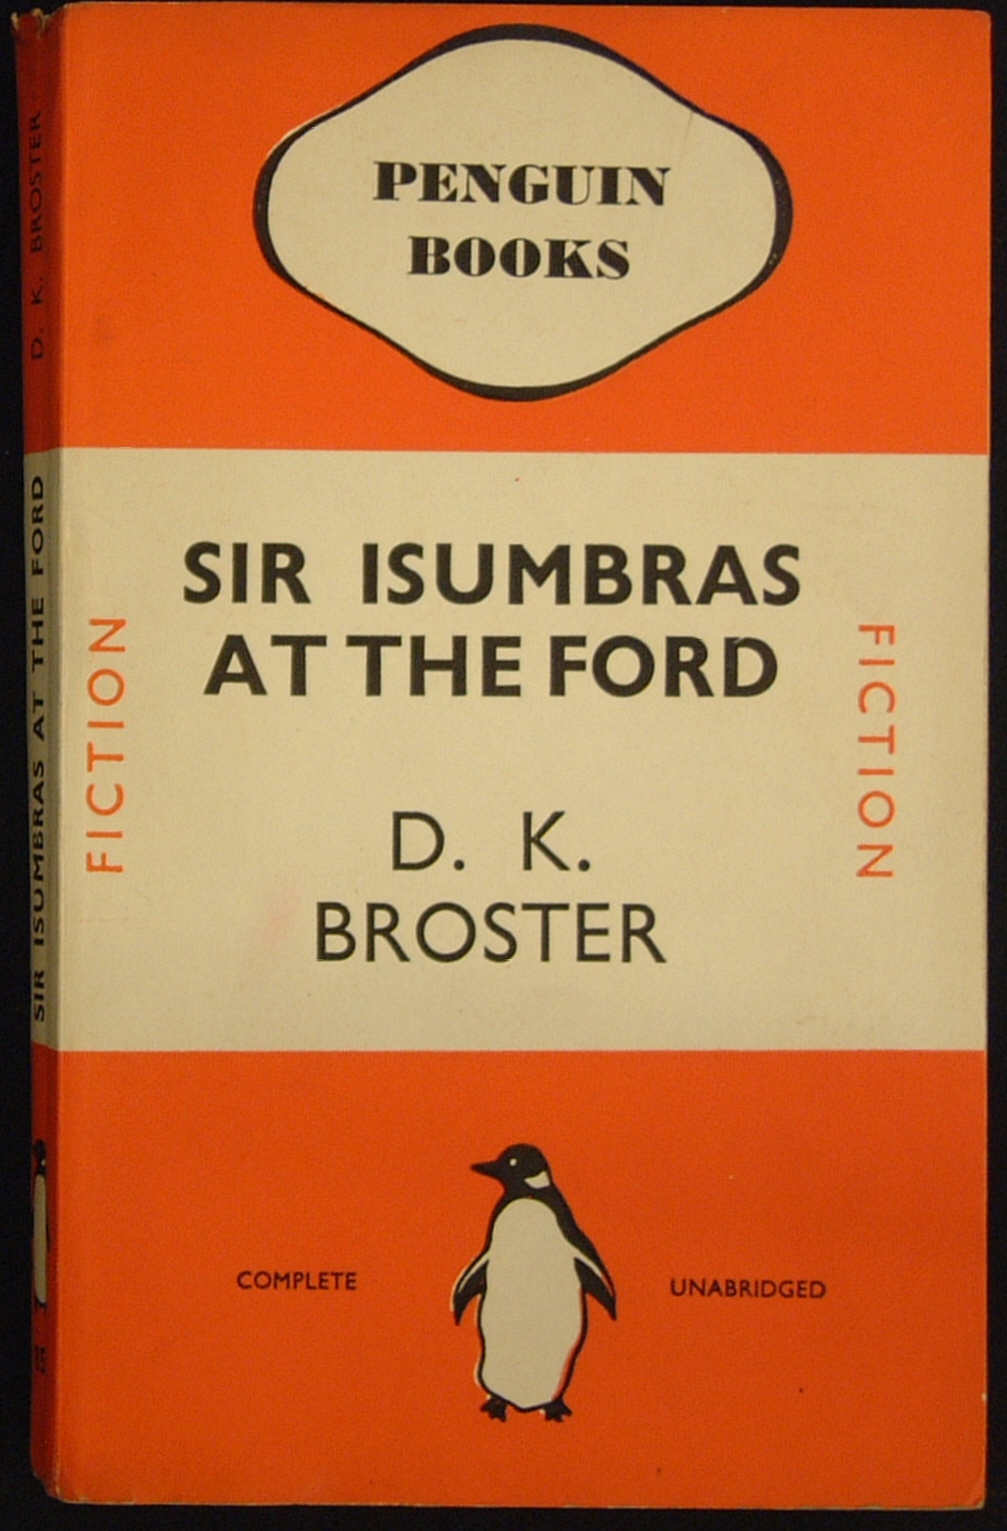 PENGUIN
BOOKS
SIR ISUMBRAS
AT THE FORD
FICTION
FICTION
D. K.
BROSTER
COMPLETE
UNABRIDGED
D. K. BROSTER
SIR ISUMBRAS AT THE FORD